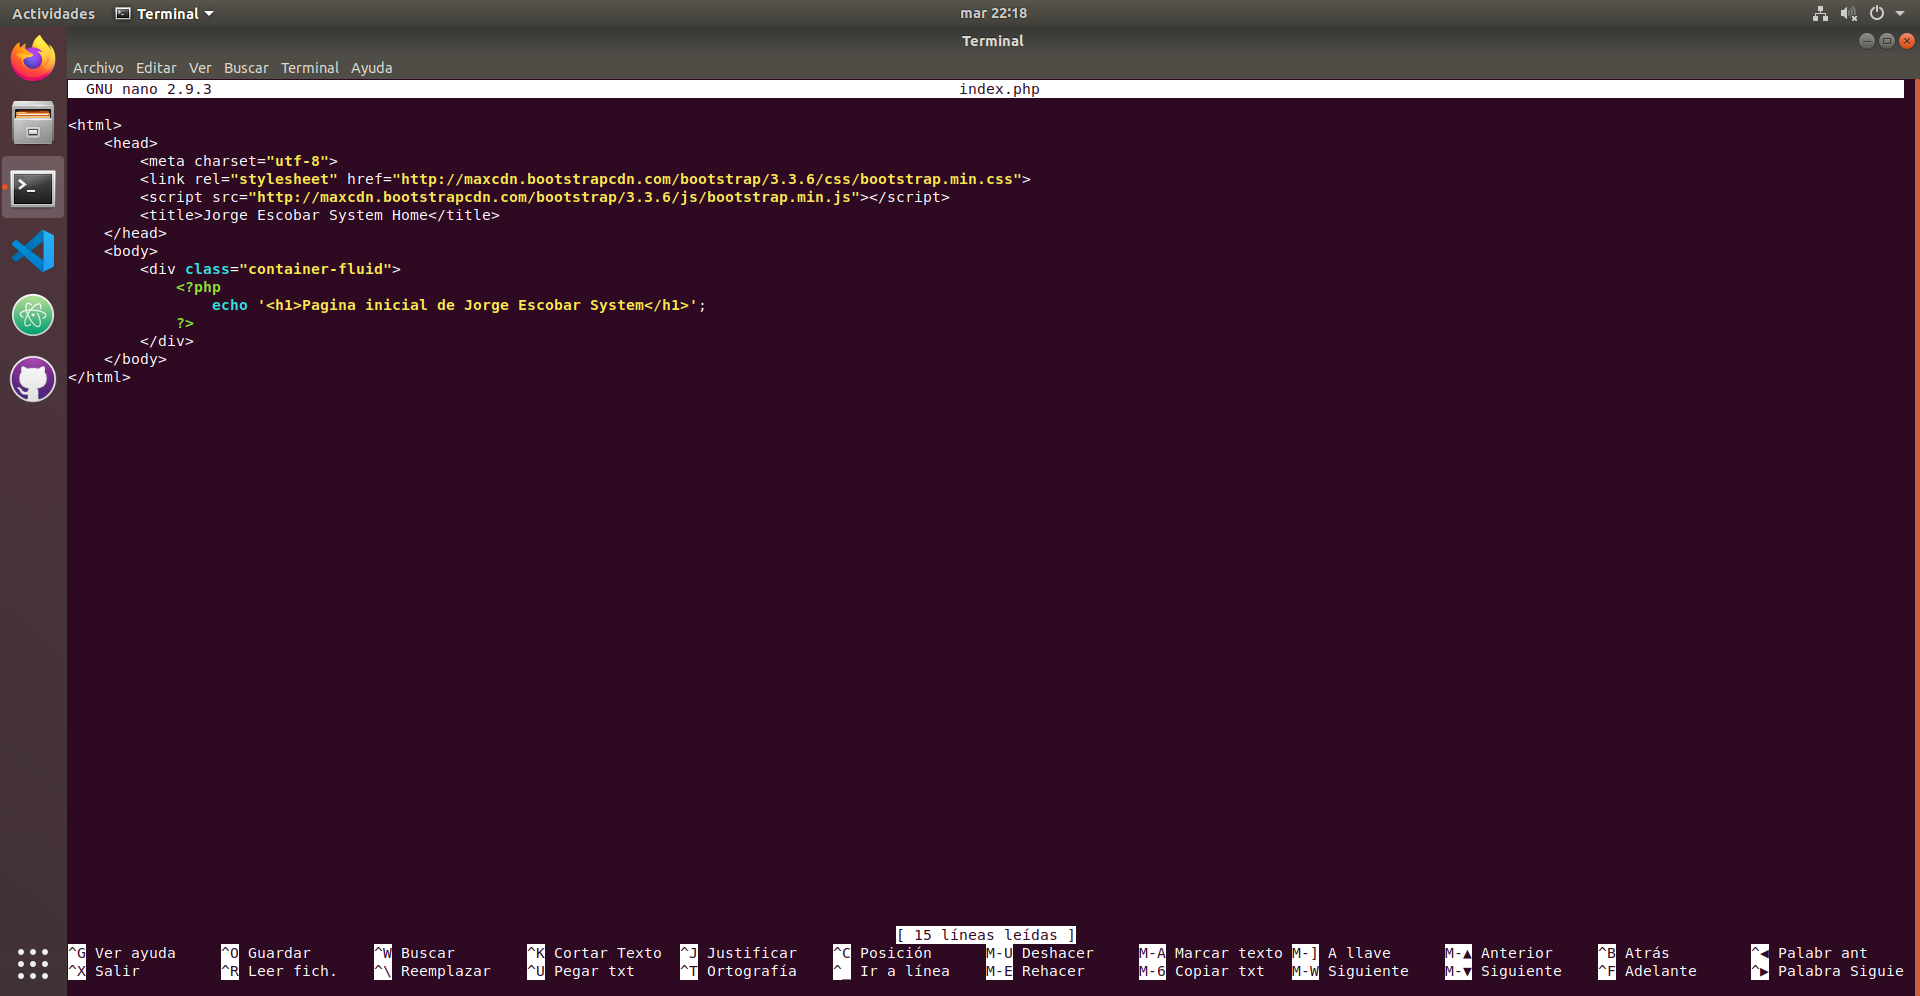 Actividades Terminal mar 22:18
Terminal
Archivo Editar Ver Buscar Terminal Ayuda
GNU nano 2.9.3 index.php
<html>
    <head>
        <meta charset="utf-8">
        <link rel="stylesheet" href="http://maxcdn.bootstrapcdn.com/bootstrap/3.3.6/css/bootstrap.min.css">
        <script src="http://maxcdn.bootstrapcdn.com/bootstrap/3.3.6/js/bootstrap.min.js"></script>
        <title>Jorge Escobar System Home</title>
    </head>
    <body>
        <div class="container-fluid">
            <?php
                echo '<h1>Pagina inicial de Jorge Escobar System</h1>';
            ?>
        </div>
    </body>
</html>
[ 15 líneas leídas ]
^G Ver ayuda ^O Guardar ^W Buscar ^K Cortar Texto ^J Justificar ^C Posición M-U Deshacer M-A Marcar texto M-] A llave M-▲ Anterior ^B Atrás ^◀ Palabr ant
^X Salir ^R Leer fich. ^\ Reemplazar ^U Pegar txt ^T Ortografía ^_ Ir a línea M-E Rehacer M-6 Copiar txt M-W Siguiente M-▼ Siguiente ^F Adelante ^▶ Palabra Siguie